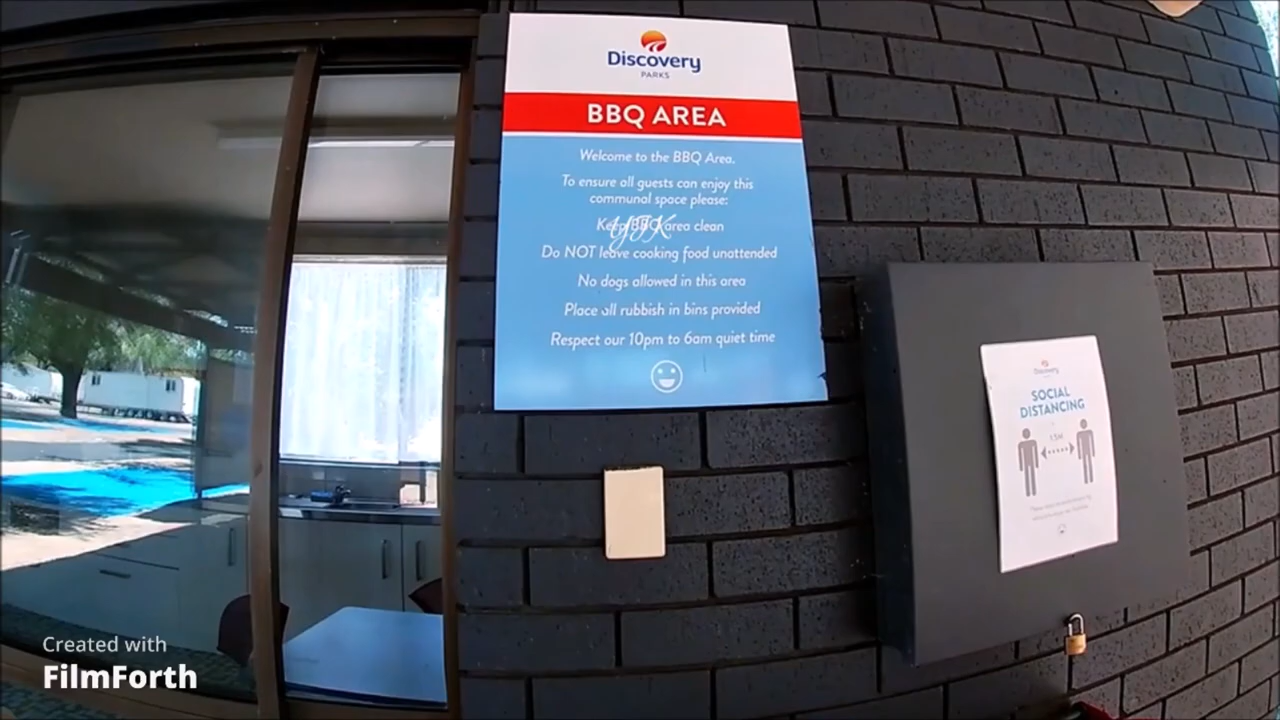 Discovery
PARKS
BBQ AREA
Welcome to the BBQ Area.
To ensure all guests can enjoy this
communal space please:
Keep BBQ area clean
YJK
Do NOT leave cooking food unattended
No dogs allowed in this area
Place all rubbish in bins provided
Respect our 10pm to 6am quiet time
Discovery
SOCIAL
DISTANCING
1.5M
Created with
FilmForth